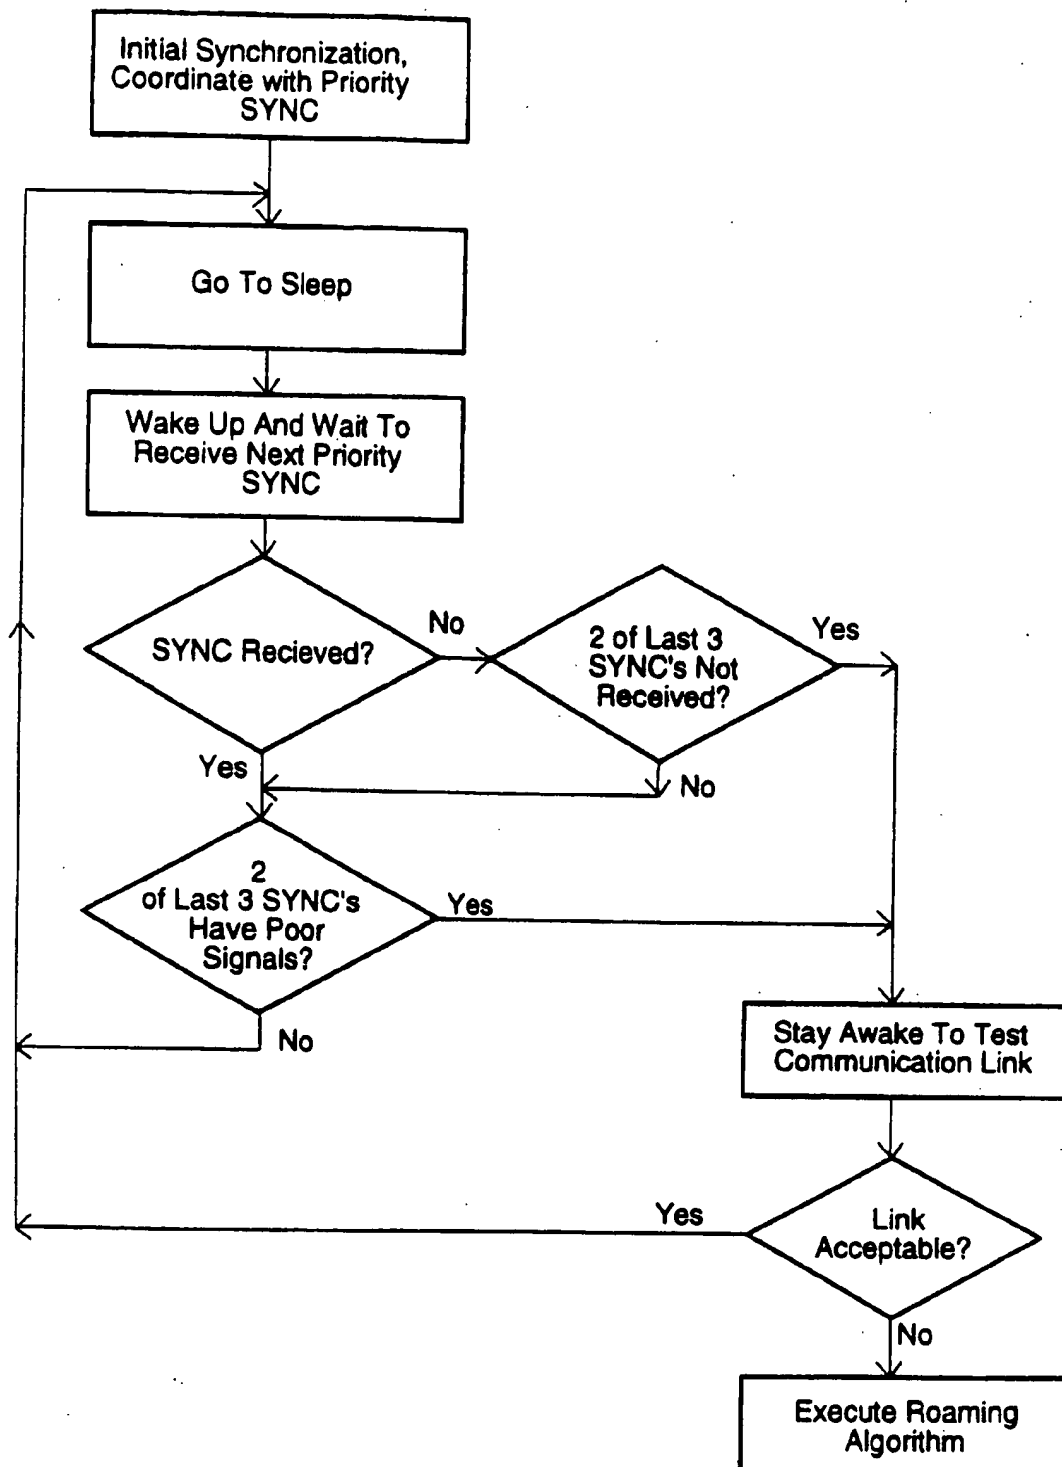 Initial Synchronization,
Coordinate with Priority
SYNC
Go To Sleep
Wake Up And Wait To
Receive Next Priority
SYNC
SYNC Recieved?
No
2 of Last 3
SYNC's Not
Received?
Yes
Yes
No
2
of Last 3 SYNC's
Have Poor
Signals?
Yes
No
Stay Awake To Test
Communication Link
Yes
Link
Acceptable?
No
Execute Roaming
Algorithm